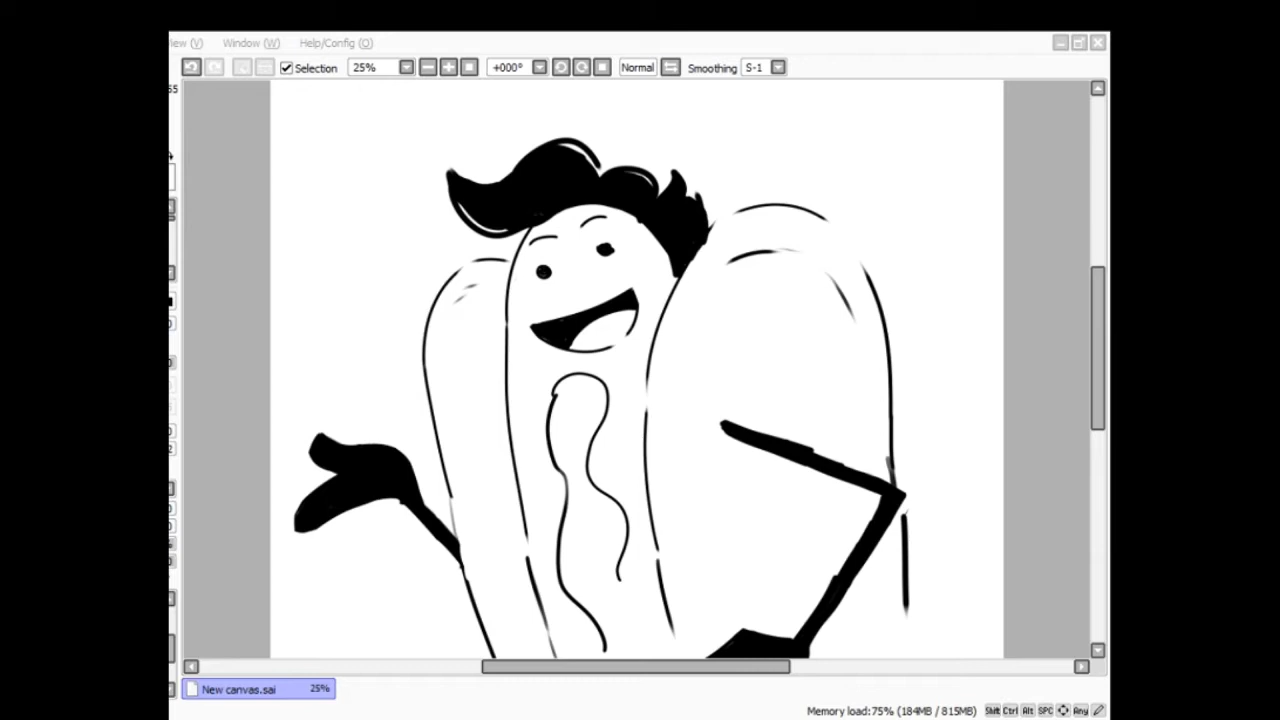 View (V) Window (W) Help/Config (O)
Selection 25% +000° Normal Smoothing S-1
New canvas.sai 25%
Memory load:75% (184MB / 815MB) Shift Ctrl Alt SPC Any